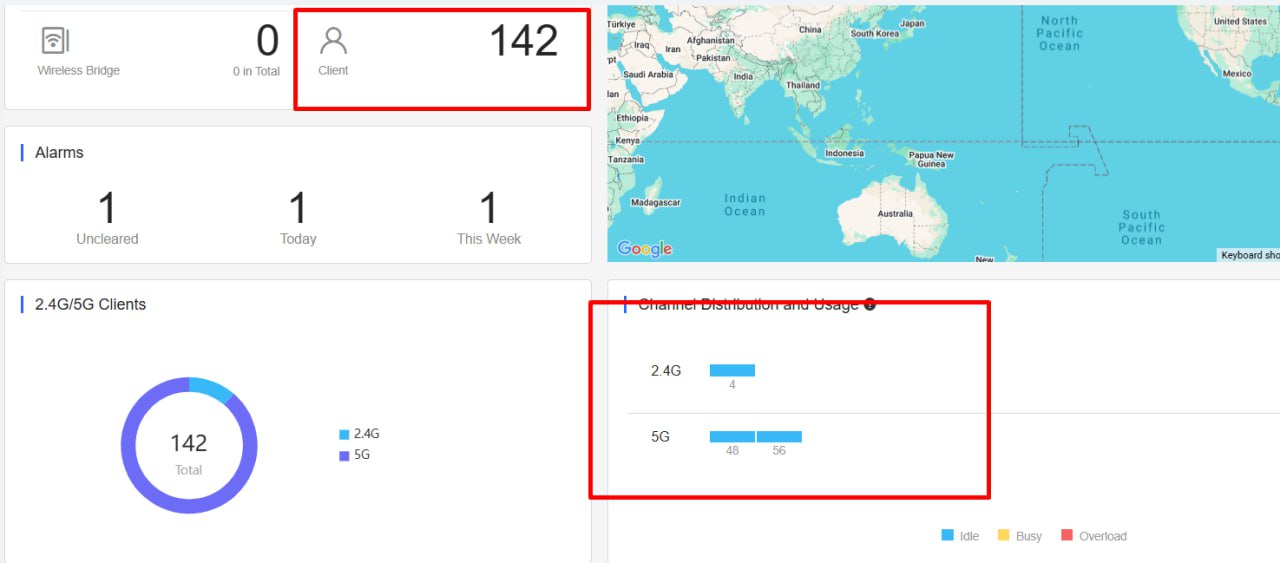 Wireless Bridge
0
0 in Total
Client
142
Alarms
1
Uncleared
1
Today
1
This Week
Türkiye
Iraq
Iran
Afghanistan
Pakistan
Saudi Arabia
India
China
South Korea
Japan
Thailand
Ethiopia
Kenya
Tanzania
Madagascar
Indian
Ocean
Indonesia
Papua New
Guinea
Australia
North
Pacific
Ocean
South
Pacific
Ocean
United States
Mexico
New
Google
Keyboard sho
2.4G/5G Clients
142
Total
2.4G
5G
Channel Distribution and Usage
2.4G
4
5G
48 56
Idle Busy Overload